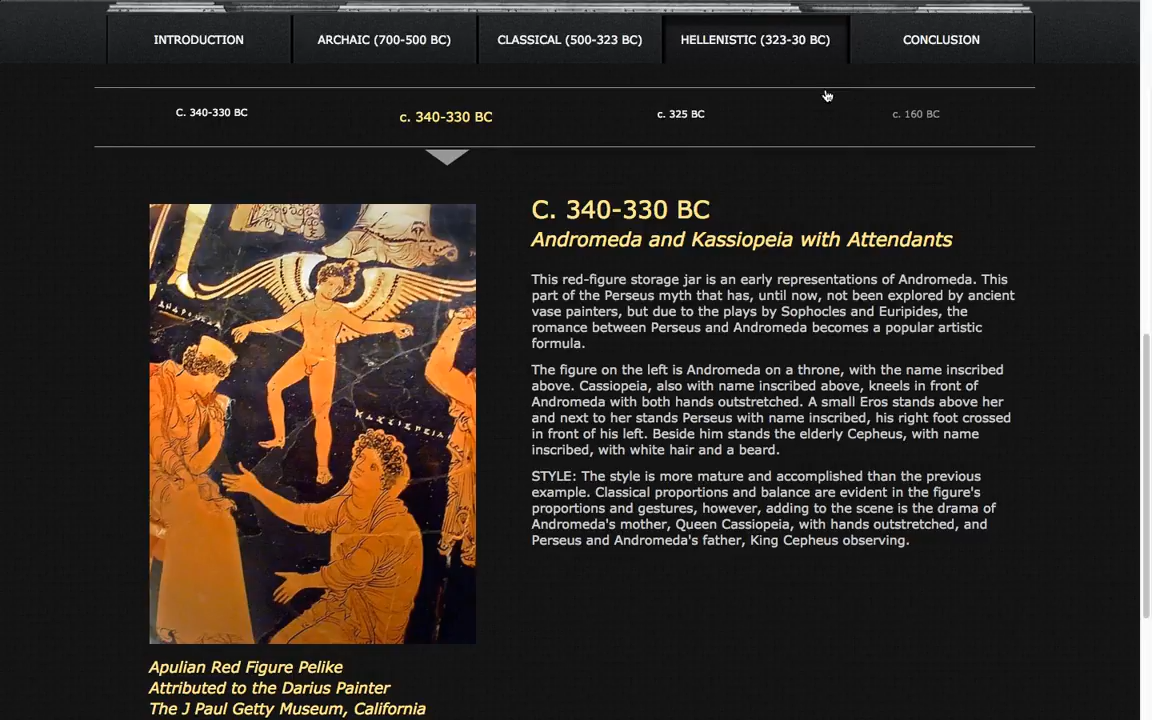 INTRODUCTION
ARCHAIC (700-500 BC)
CLASSICAL (500-323 BC)
HELLENISTIC (323-30 BC)
CONCLUSION
C. 340-330 BC
c. 340-330 BC
c. 325 BC
c. 160 BC
C. 340-330 BC
Andromeda and Kassiopeia with Attendants
This red-figure storage jar is an early representations of Andromeda. This
part of the Perseus myth that has, until now, not been explored by ancient
vase painters, but due to the plays by Sophocles and Euripides, the
romance between Perseus and Andromeda becomes a popular artistic
formula.
The figure on the left is Andromeda on a throne, with the name inscribed
above. Cassiopeia, also with name inscribed above, kneels in front of
Andromeda with both hands outstretched. A small Eros stands above her
and next to her stands Perseus with name inscribed, his right foot crossed
in front of his left. Beside him stands the elderly Cepheus, with name
inscribed, with white hair and a beard.
STYLE: The style is more mature and accomplished than the previous
example. Classical proportions and balance are evident in the figure's
proportions and gestures, however, adding to the scene is the drama of
Andromeda's mother, Queen Cassiopeia, with hands outstretched, and
Perseus and Andromeda's father, King Cepheus observing.
Apulian Red Figure Pelike
Attributed to the Darius Painter
The J Paul Getty Museum, California